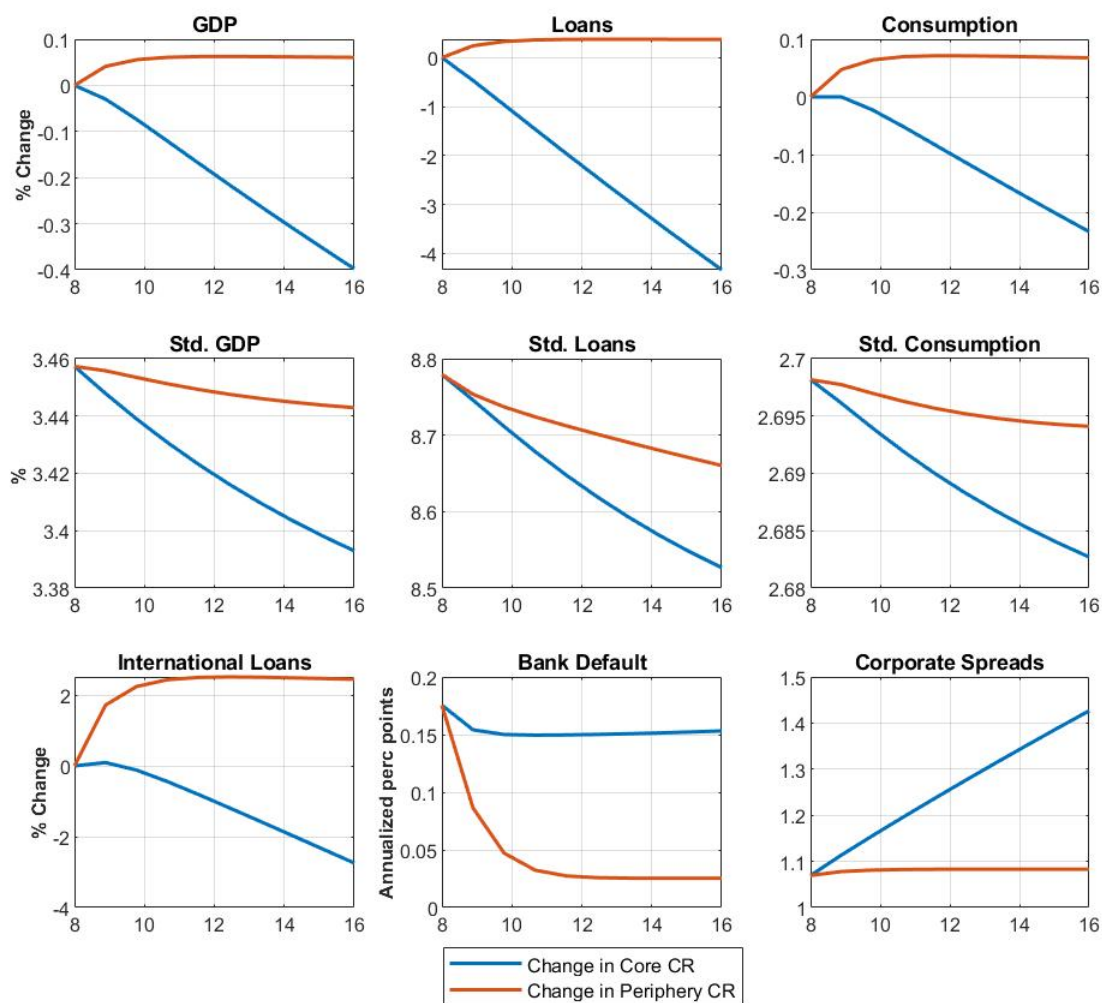 GDP
Loans
Consumption
% Change
0.1
0
-0.1
-0.2
-0.3
-0.4
8 10 12 14 16
0
-1
-2
-3
-4
8 10 12 14 16
0.1
0
-0.1
-0.2
-0.3
8 10 12 14 16
Std. GDP
Std. Loans
Std. Consumption
%
3.46
3.44
3.42
3.4
3.38
8 10 12 14 16
8.8
8.7
8.6
8.5
8 10 12 14 16
2.7
2.695
2.69
2.685
2.68
8 10 12 14 16
International Loans
Bank Default
Corporate Spreads
% Change
2
0
-2
-4
8 10 12 14 16
Annualized perc points
0.2
0.15
0.1
0.05
0
8 10 12 14 16
1.5
1.4
1.3
1.2
1.1
1
8 10 12 14 16
Change in Core CR
Change in Periphery CR